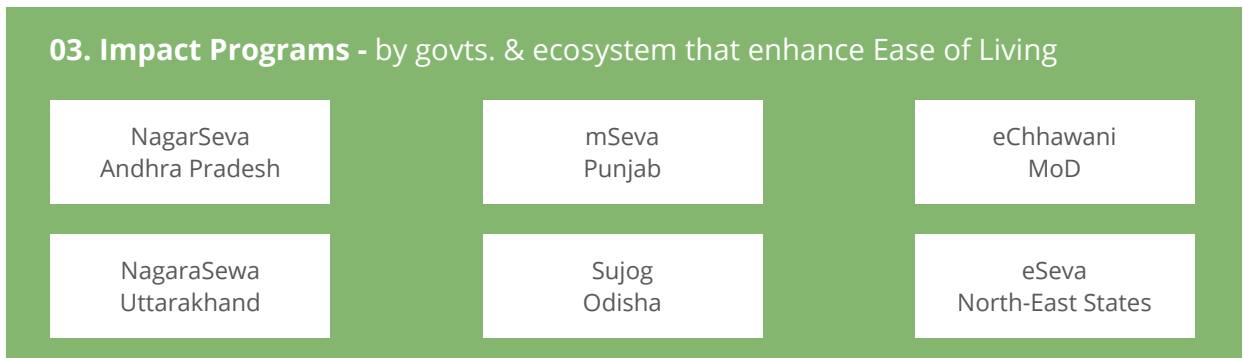 03. Impact Programs - by govts. & ecosystem that enhance Ease of Living
NagarSeva
Andhra Pradesh
mSeva
Punjab
eChhawani
MoD
NagaraSewa
Uttarakhand
Sujog
Odisha
eSeva
North-East States